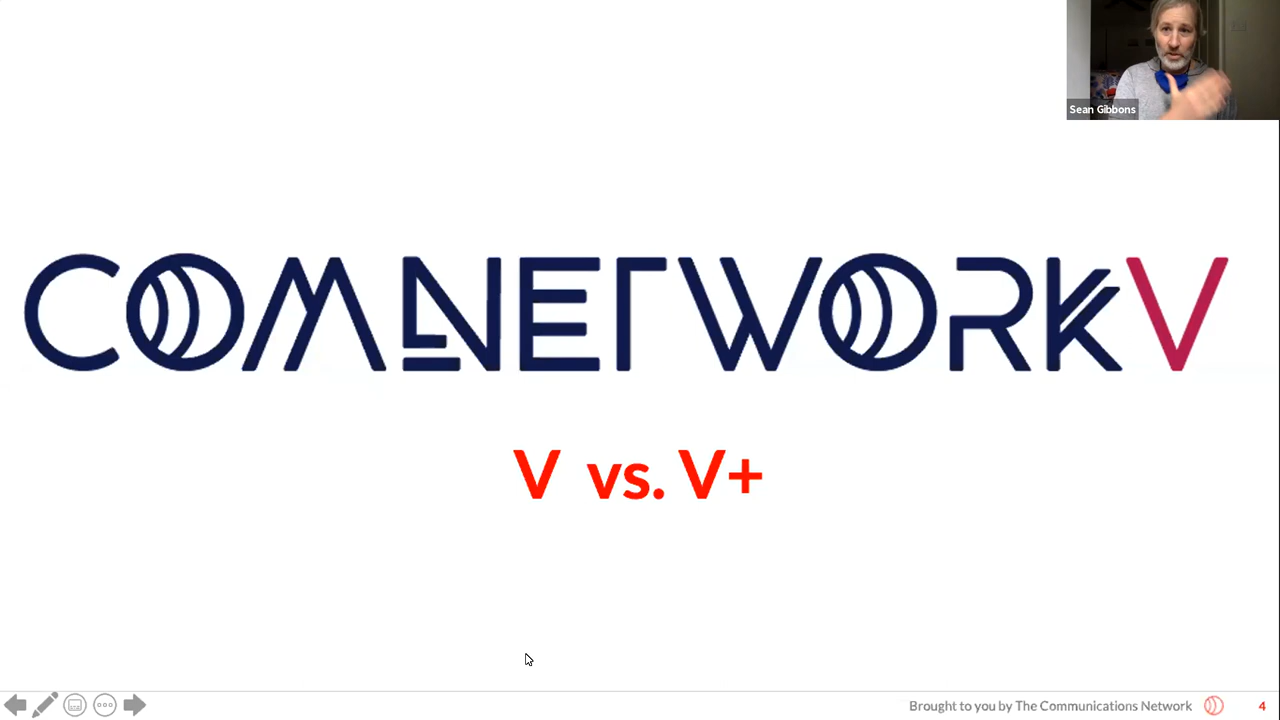 Sean Gibbons
COMNETWORKV
V vs. V+
Brought to you by The Communications Network
4